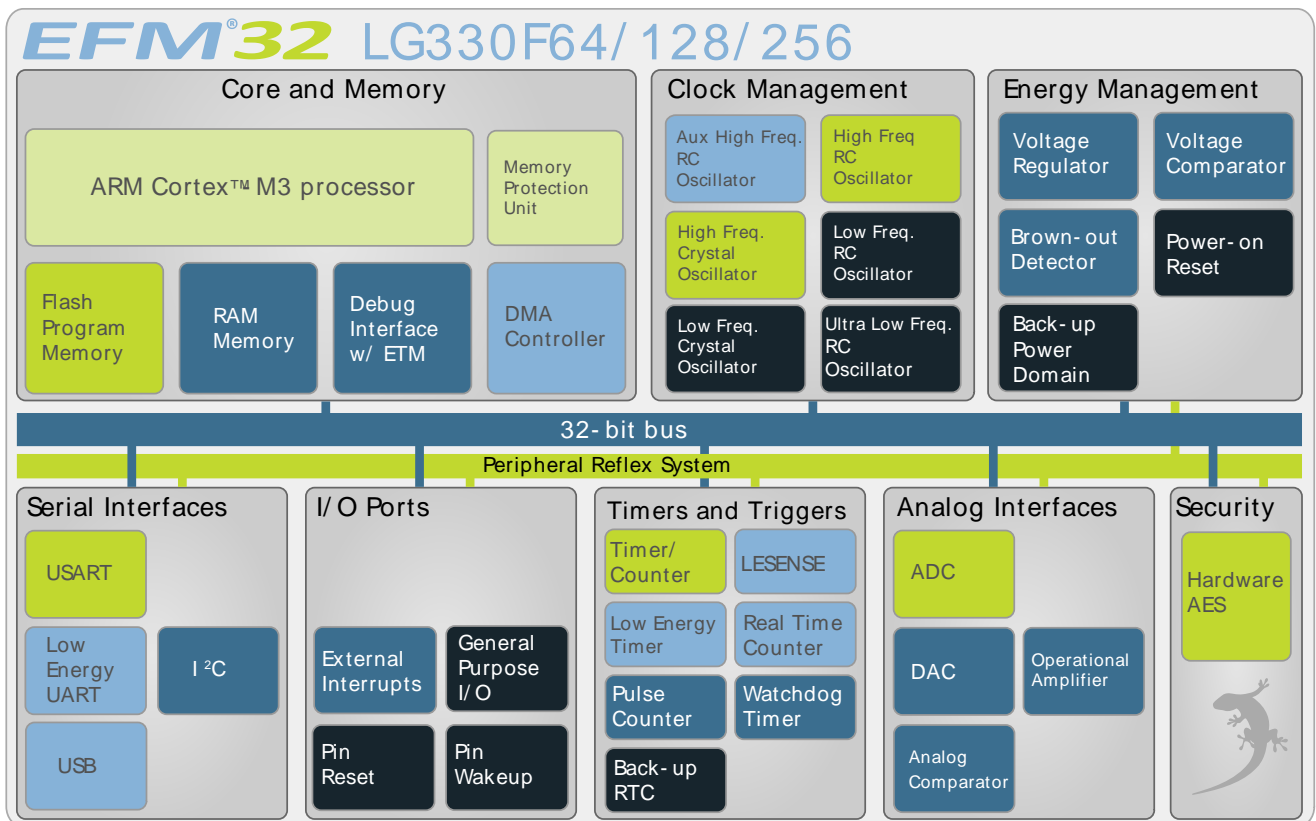 EFM®32 LG330F64/128/256
Core and Memory
ARM Cortex™ M3 processor
Memory
Protection
Unit
Flash
Program
Memory
RAM
Memory
Debug
Interface
w/ ETM
DMA
Controller
Clock Management
Aux High Freq.
RC
Oscillator
High Freq
RC
Oscillator
High Freq.
Crystal
Oscillator
Low Freq.
RC
Oscillator
Low Freq.
Crystal
Oscillator
Ultra Low Freq.
RC
Oscillator
Energy Management
Voltage
Regulator
Voltage
Comparator
Brown-out
Detector
Power-on
Reset
Back-up
Power
Domain
32-bit bus
Peripheral Reflex System
Serial Interfaces
USART
Low
Energy
UART
I²C
USB
I/O Ports
External
Interrupts
General
Purpose
I/O
Pin
Reset
Pin
Wakeup
Timers and Triggers
Timer/
Counter
LESENSE
Low Energy
Timer
Real Time
Counter
Pulse
Counter
Watchdog
Timer
Back-up
RTC
Analog Interfaces
ADC
DAC
Operational
Amplifier
Analog
Comparator
Security
Hardware
AES